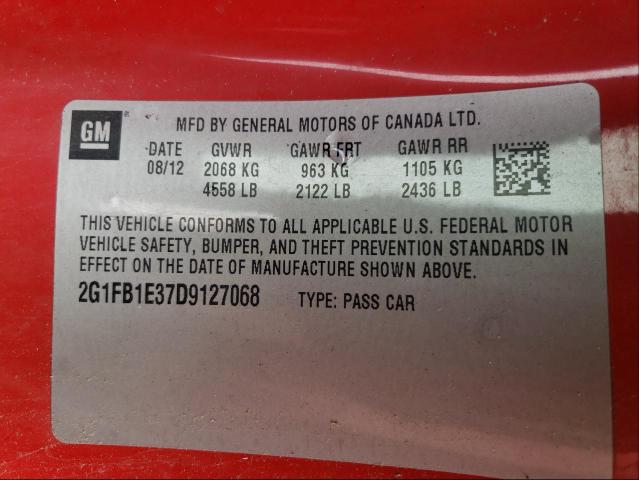 GM
MFD BY GENERAL MOTORS OF CANADA LTD.
DATE GVWR GAWR FRT GAWR RR
08/12 2068 KG 963 KG 1105 KG
4558 LB 2122 LB 2436 LB
THIS VEHICLE CONFORMS TO ALL APPLICABLE U.S. FEDERAL MOTOR
VEHICLE SAFETY, BUMPER, AND THEFT PREVENTION STANDARDS IN
EFFECT ON THE DATE OF MANUFACTURE SHOWN ABOVE.
2G1FB1E37D9127068 TYPE: PASS CAR